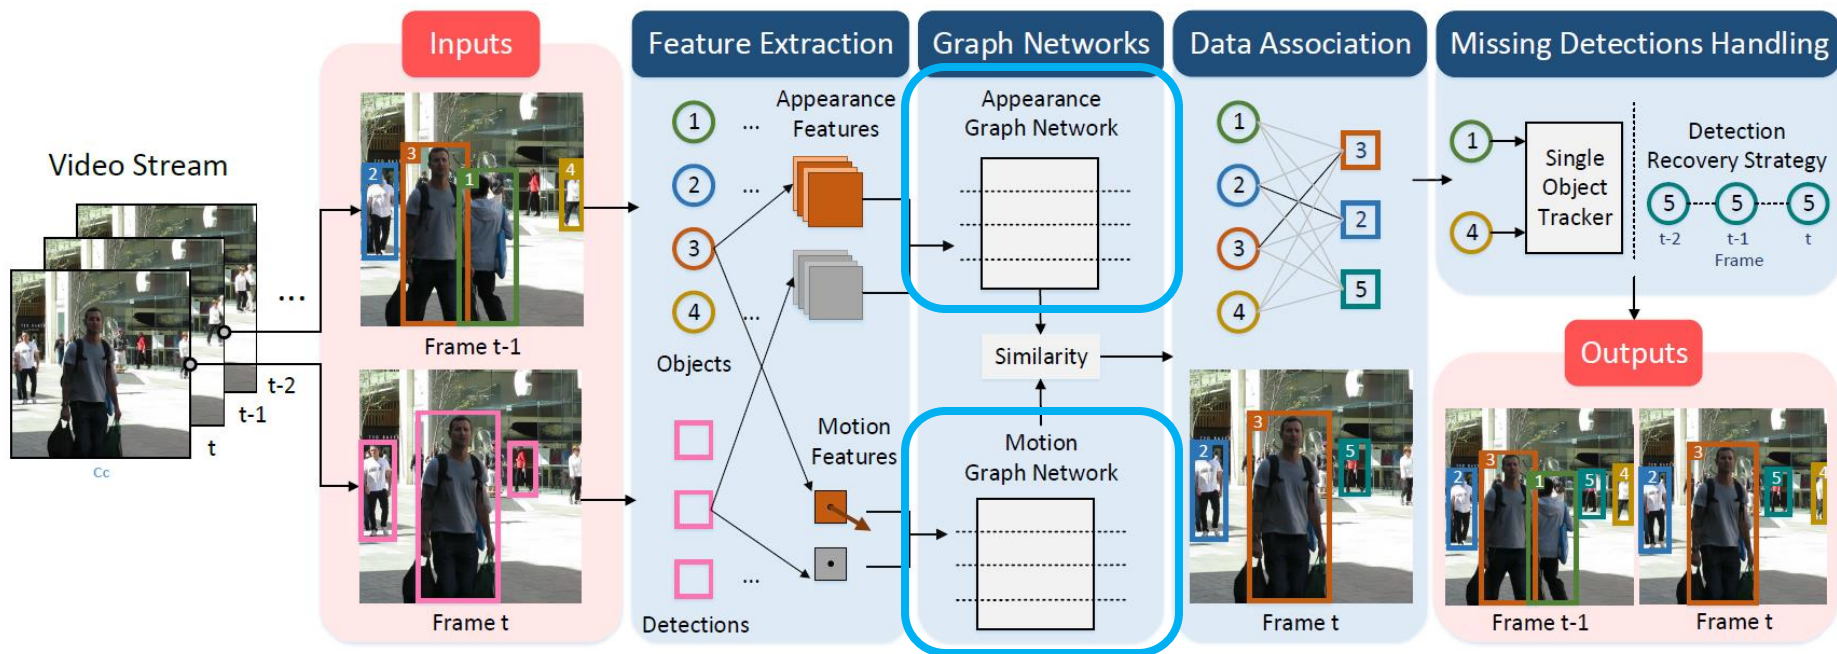 Inputs
Feature Extraction
Graph Networks
Data Association
Missing Detections Handling
Video Stream
...
t-2
t-1
t
Cc
3
2
1
4
Frame t-1
Frame t
1
...
2
...
3
4
...
Objects
Detections
...
Appearance
Features
Motion
Features
Appearance
Graph Network
Similarity
Motion
Graph Network
1
2
3
4
3
2
5
3
2
5
Frame t
1
4
Single
Object
Tracker
Detection
Recovery Strategy
5
5
5
t-2
t-1
t
Frame
Outputs
2
3
1
5
4
Frame t-1
2
3
5
4
Frame t